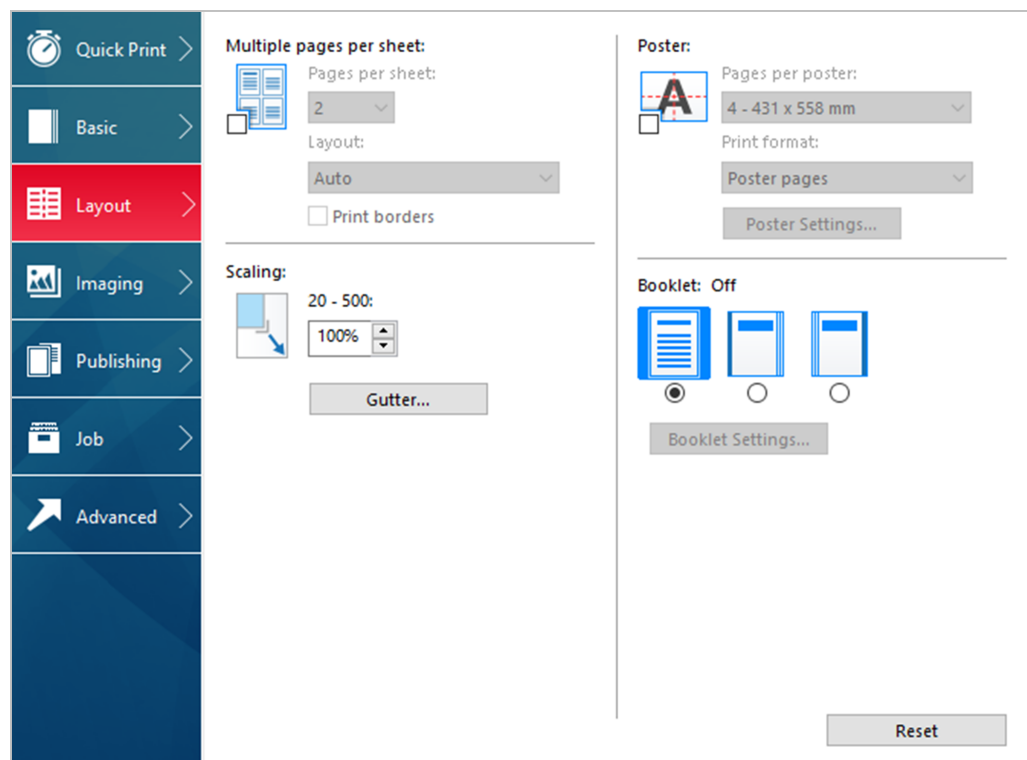 Quick Print
Basic
Layout
Imaging
Publishing
Job
Advanced
Multiple pages per sheet:
Pages per sheet:
2
Layout:
Auto
Print borders
Scaling:
20 - 500:
100%
Gutter...
Poster:
A
Pages per poster:
4 - 431 x 558 mm
Print format:
Poster pages
Poster Settings...
Booklet: Off
Booklet Settings...
Reset